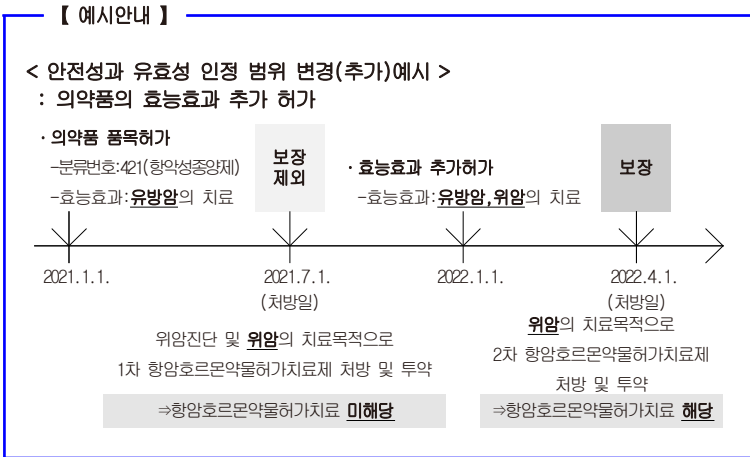 【 예시안내 】
< 안전성과 유효성 인정 범위 변경(추가)예시 >
: 의약품의 효능효과 추가 허가
· 의약품 품목허가
-분류번호:421(항악성종양제)
-효능효과:유방암의 치료
보장
제외
· 효능효과 추가허가
-효능효과:유방암,위암의 치료
보장
2021.1.1.
2021.7.1.
(처방일)
2022.1.1.
2022.4.1.
(처방일)
위암진단 및 위암의 치료목적으로
1차 항암호르몬약물허가치료제 처방 및 투약
⇒항암호르몬약물허가치료 미해당
위암의 치료목적으로
2차 항암호르몬약물허가치료제
처방 및 투약
⇒항암호르몬약물허가치료 해당